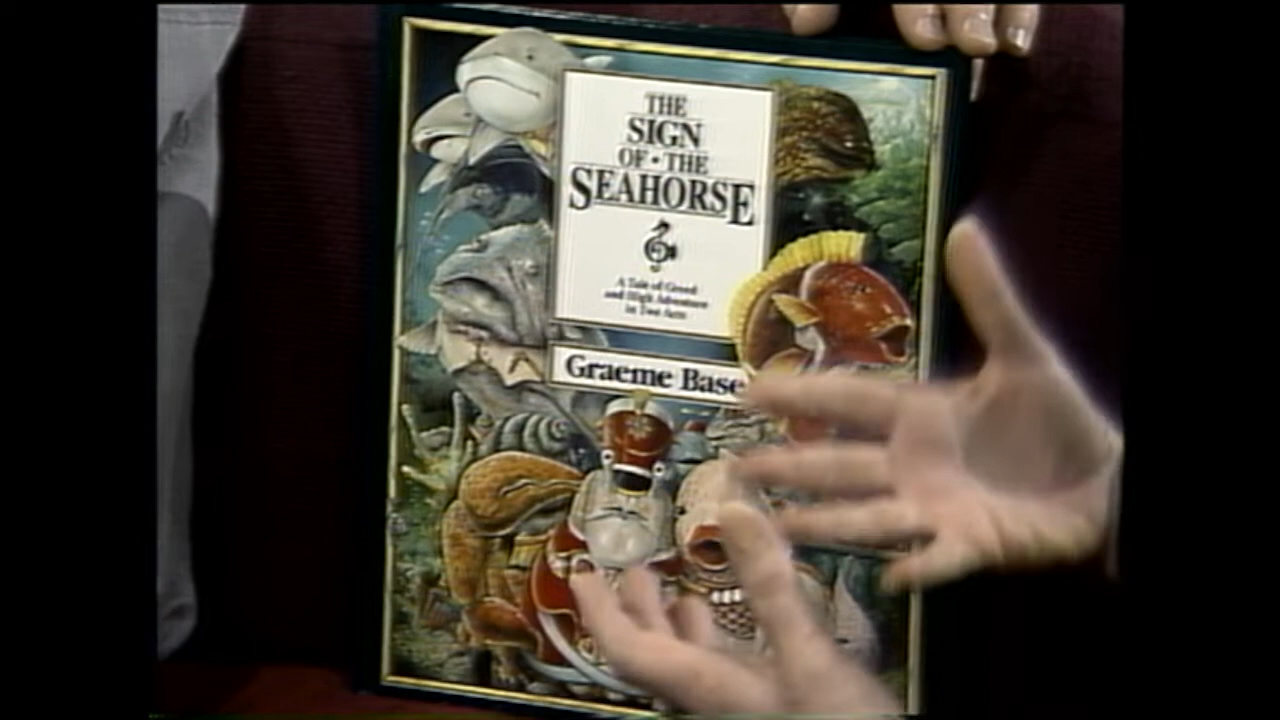 THE
SIGN
OF • THE
SEAHORSE
A Tale of Greed
and High Adventure
in Two Acts
Graeme Base